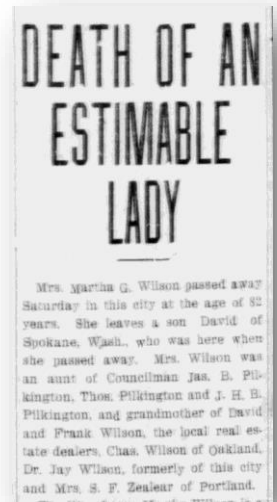 DEATH OF AN
ESTIMABLE
LADY
Mrs. Martha G. Wilson passed away
Saturday in this city at the age of 82
years. She leaves a son David of
Spokane, Wash., who was here when
she passed away. Mrs. Wilson was
an aunt of Councilman Jas. B. Pil-
kington, Thos. Pilkington and J. H. B.
Pilkington, and grandmother of David
and Frank Wilson, the local real es-
tate dealers, Chas. Wilson of Oakland,
Dr. Jay Wilson, formerly of this city
and Mrs. S. F. Zealear of Portland.